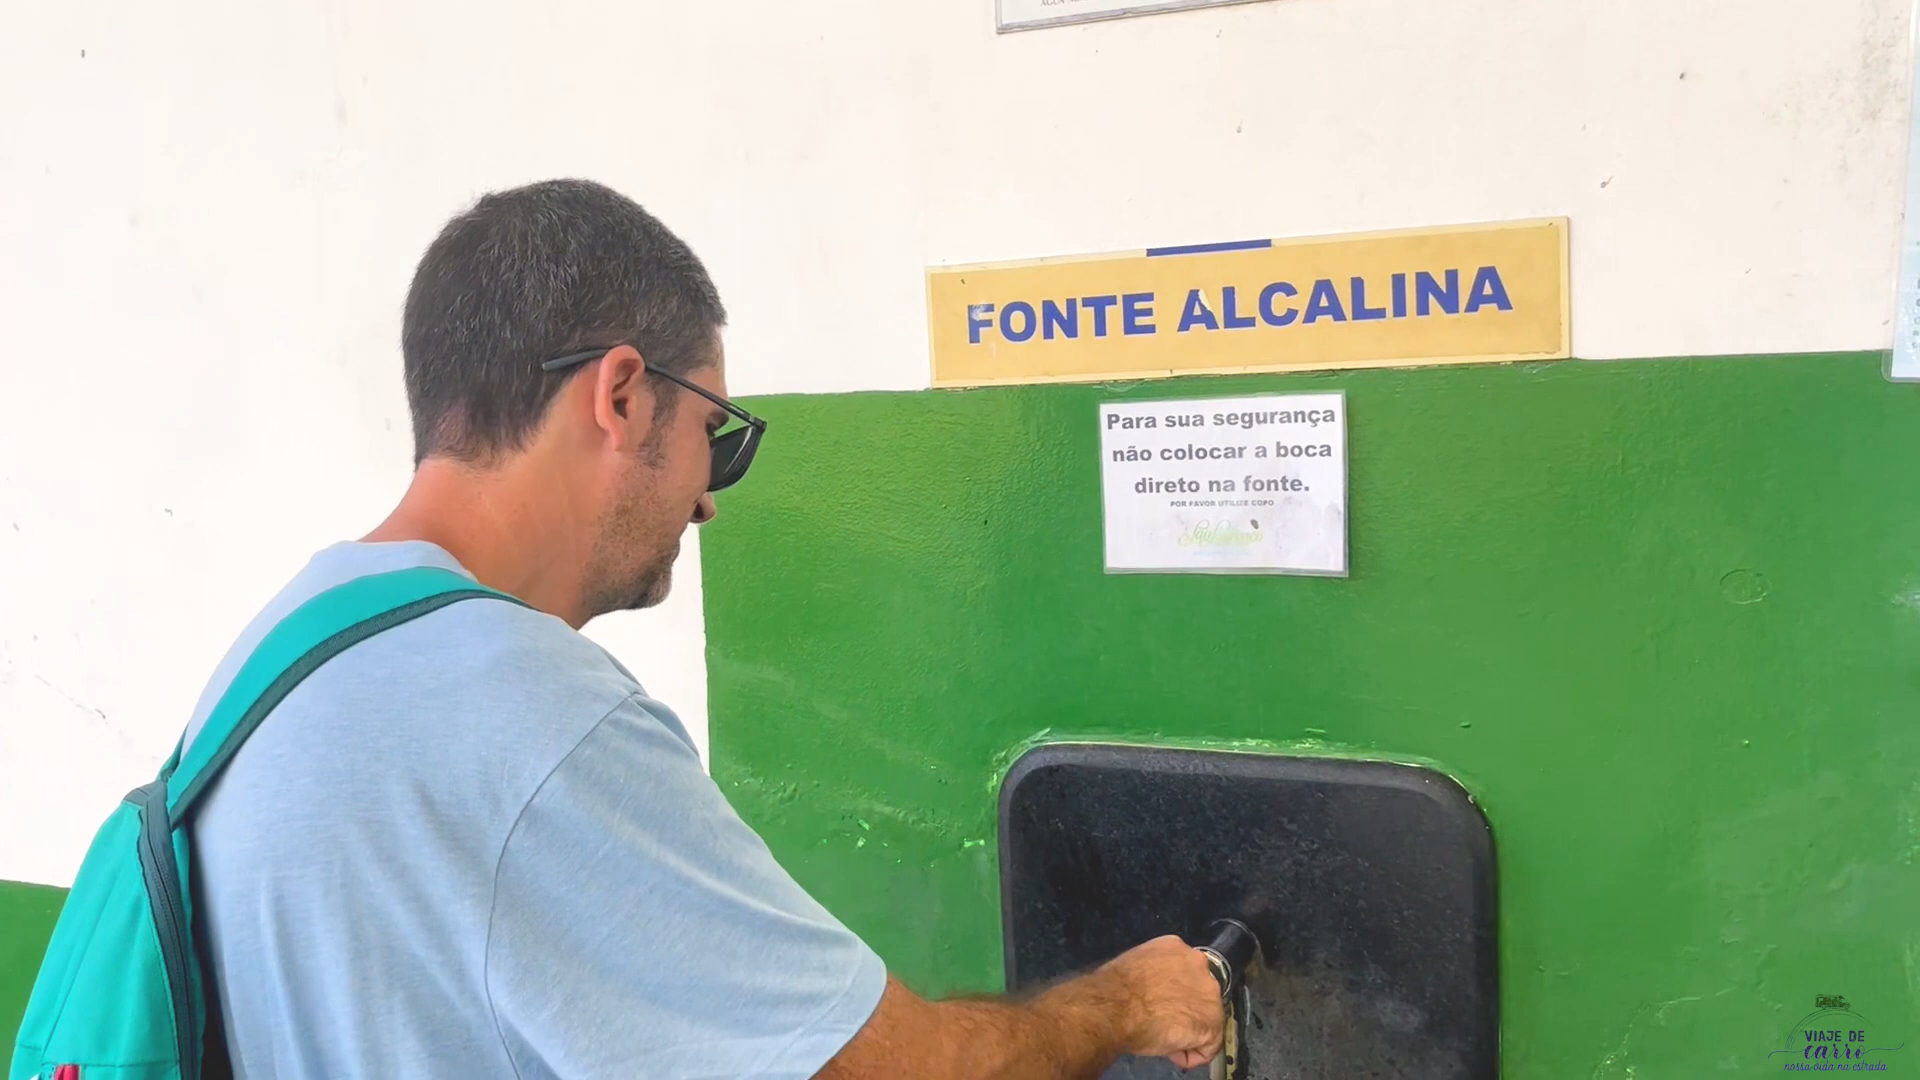 FONTE ALCALINA
Para sua segurança
não colocar a boca
direto na fonte.
POR FAVOR UTILIZE COPO
VIAJE DE
carro
nossa vida na estrada